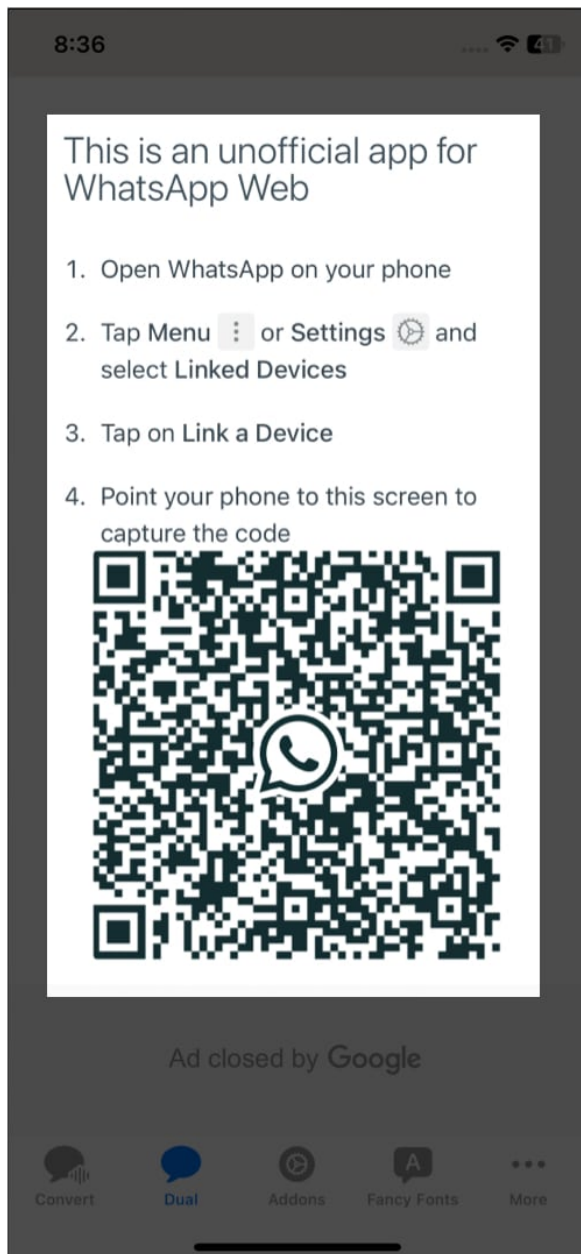 8:36
41
This is an unofficial app for
WhatsApp Web
1. Open WhatsApp on your phone
2. Tap Menu or Settings and
select Linked Devices
3. Tap on Link a Device
4. Point your phone to this screen to
capture the code
Ad closed by Google
A
Convert Dual Addons Fancy Fonts More